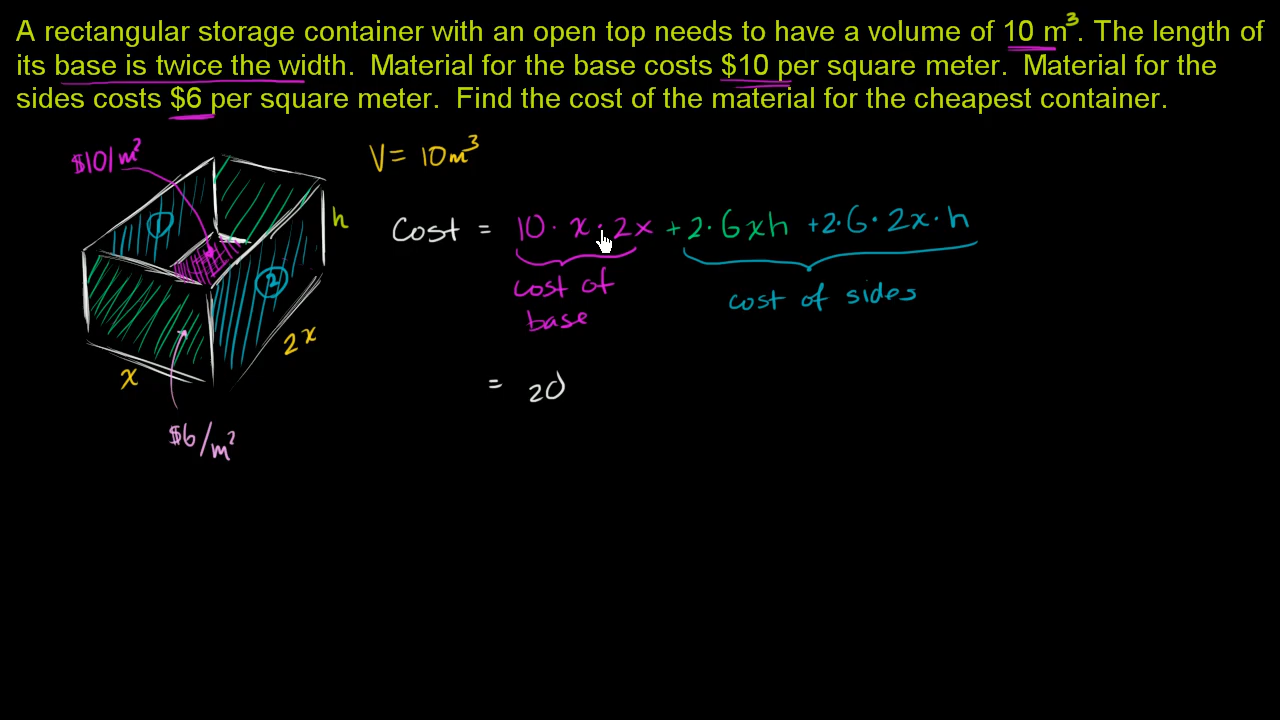 A rectangular storage container with an open top needs to have a volume of 10 m³. The length of
its base is twice the width. Material for the base costs $10 per square meter. Material for the
sides costs $6 per square meter. Find the cost of the material for the cheapest container.
$10/m²
V = 10m³
h
Cost = 10 · x · 2x + 2 · 6xh + 2 · 6 · 2x · h
1
2
cost of base
cost of sides
2x
x
= 20
$6/m²